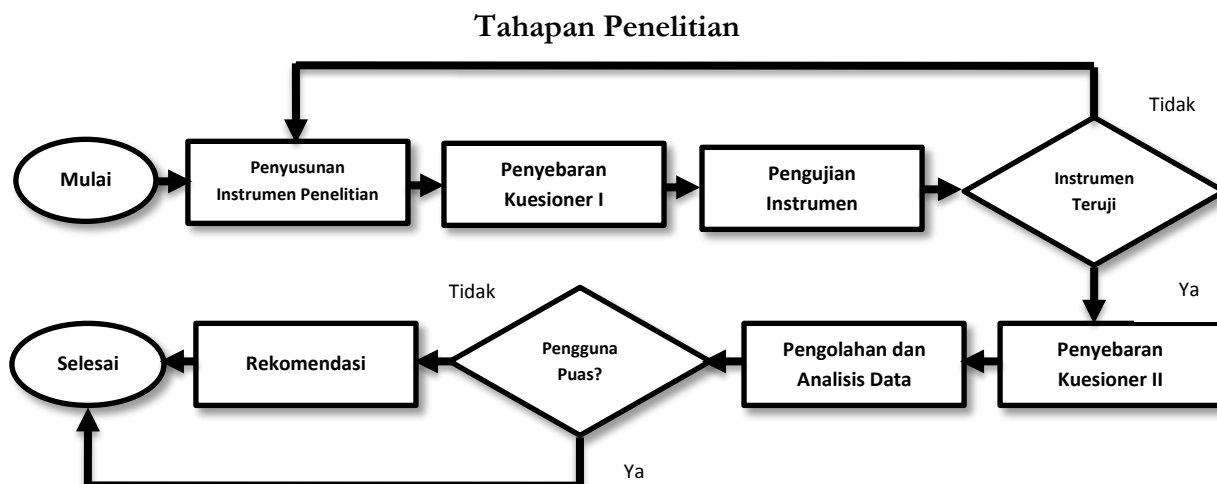 Tahapan Penelitian
Tidak
Mulai
Penyusunan
Instrumen Penelitian
Penyebaran
Kuesioner I
Pengujian
Instrumen
Instrumen
Teruji
Ya
Tidak
Selesai
Rekomendasi
Pengguna
Puas?
Pengolahan dan
Analisis Data
Penyebaran
Kuesioner II
Ya